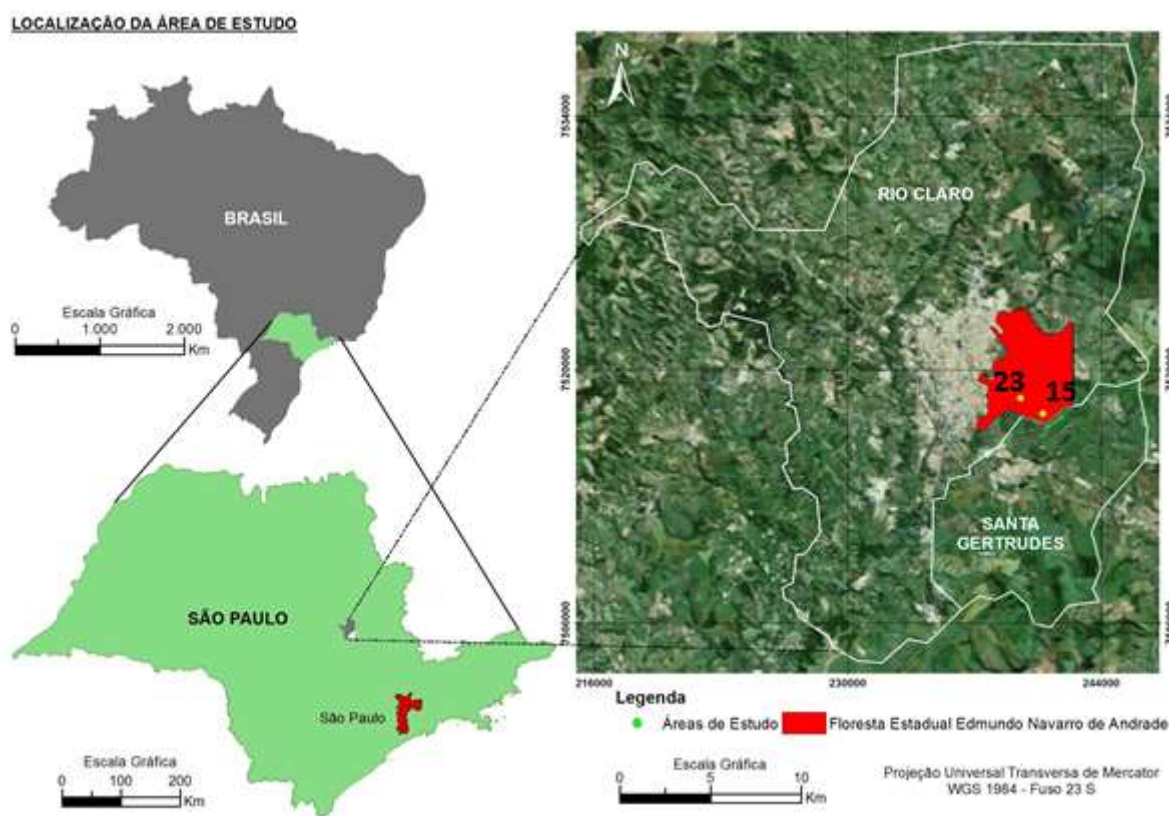 LOCALIZAÇÃO DA ÁREA DE ESTUDO
BRASIL
Escala Gráfica
0 1.000 2.000
Km
SÃO PAULO
São Paulo
Escala Gráfica
0 100 200
Km
N
7534000
7520000
RIO CLARO
23
15
SANTA
GERTRUDES
216000
230000
244000
Legenda
Áreas de Estudo
Floresta Estadual Edmundo Navarro de Andrade
Escala Gráfica
0 5 10
Km
Projeção Universal Transversa de Mercator
WGS 1984 - Fuso 23 S